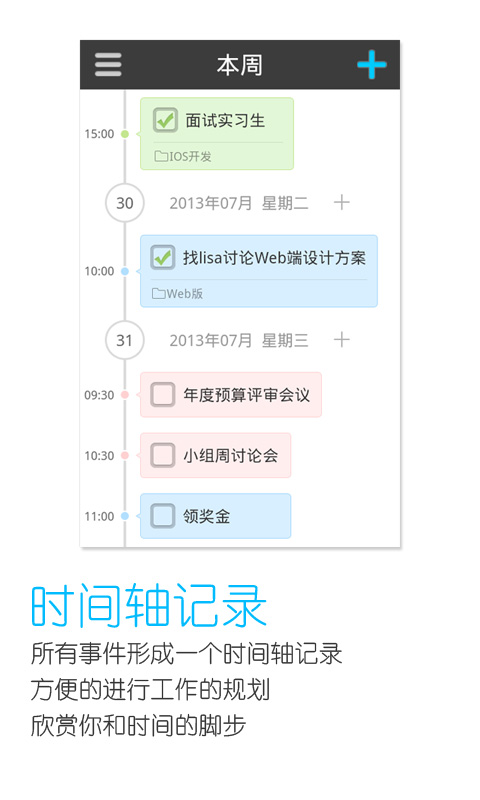 本周
15:00 面试实习生
IOS开发
30 2013年07月 星期二
10:00 找lisa讨论Web端设计方案
Web版
31 2013年07月 星期三
09:30 年度预算评审会议
10:30 小组周讨论会
11:00 领奖金
时间轴记录
所有事件形成一个时间轴记录
方便的进行工作的规划
欣赏你和时间的脚步